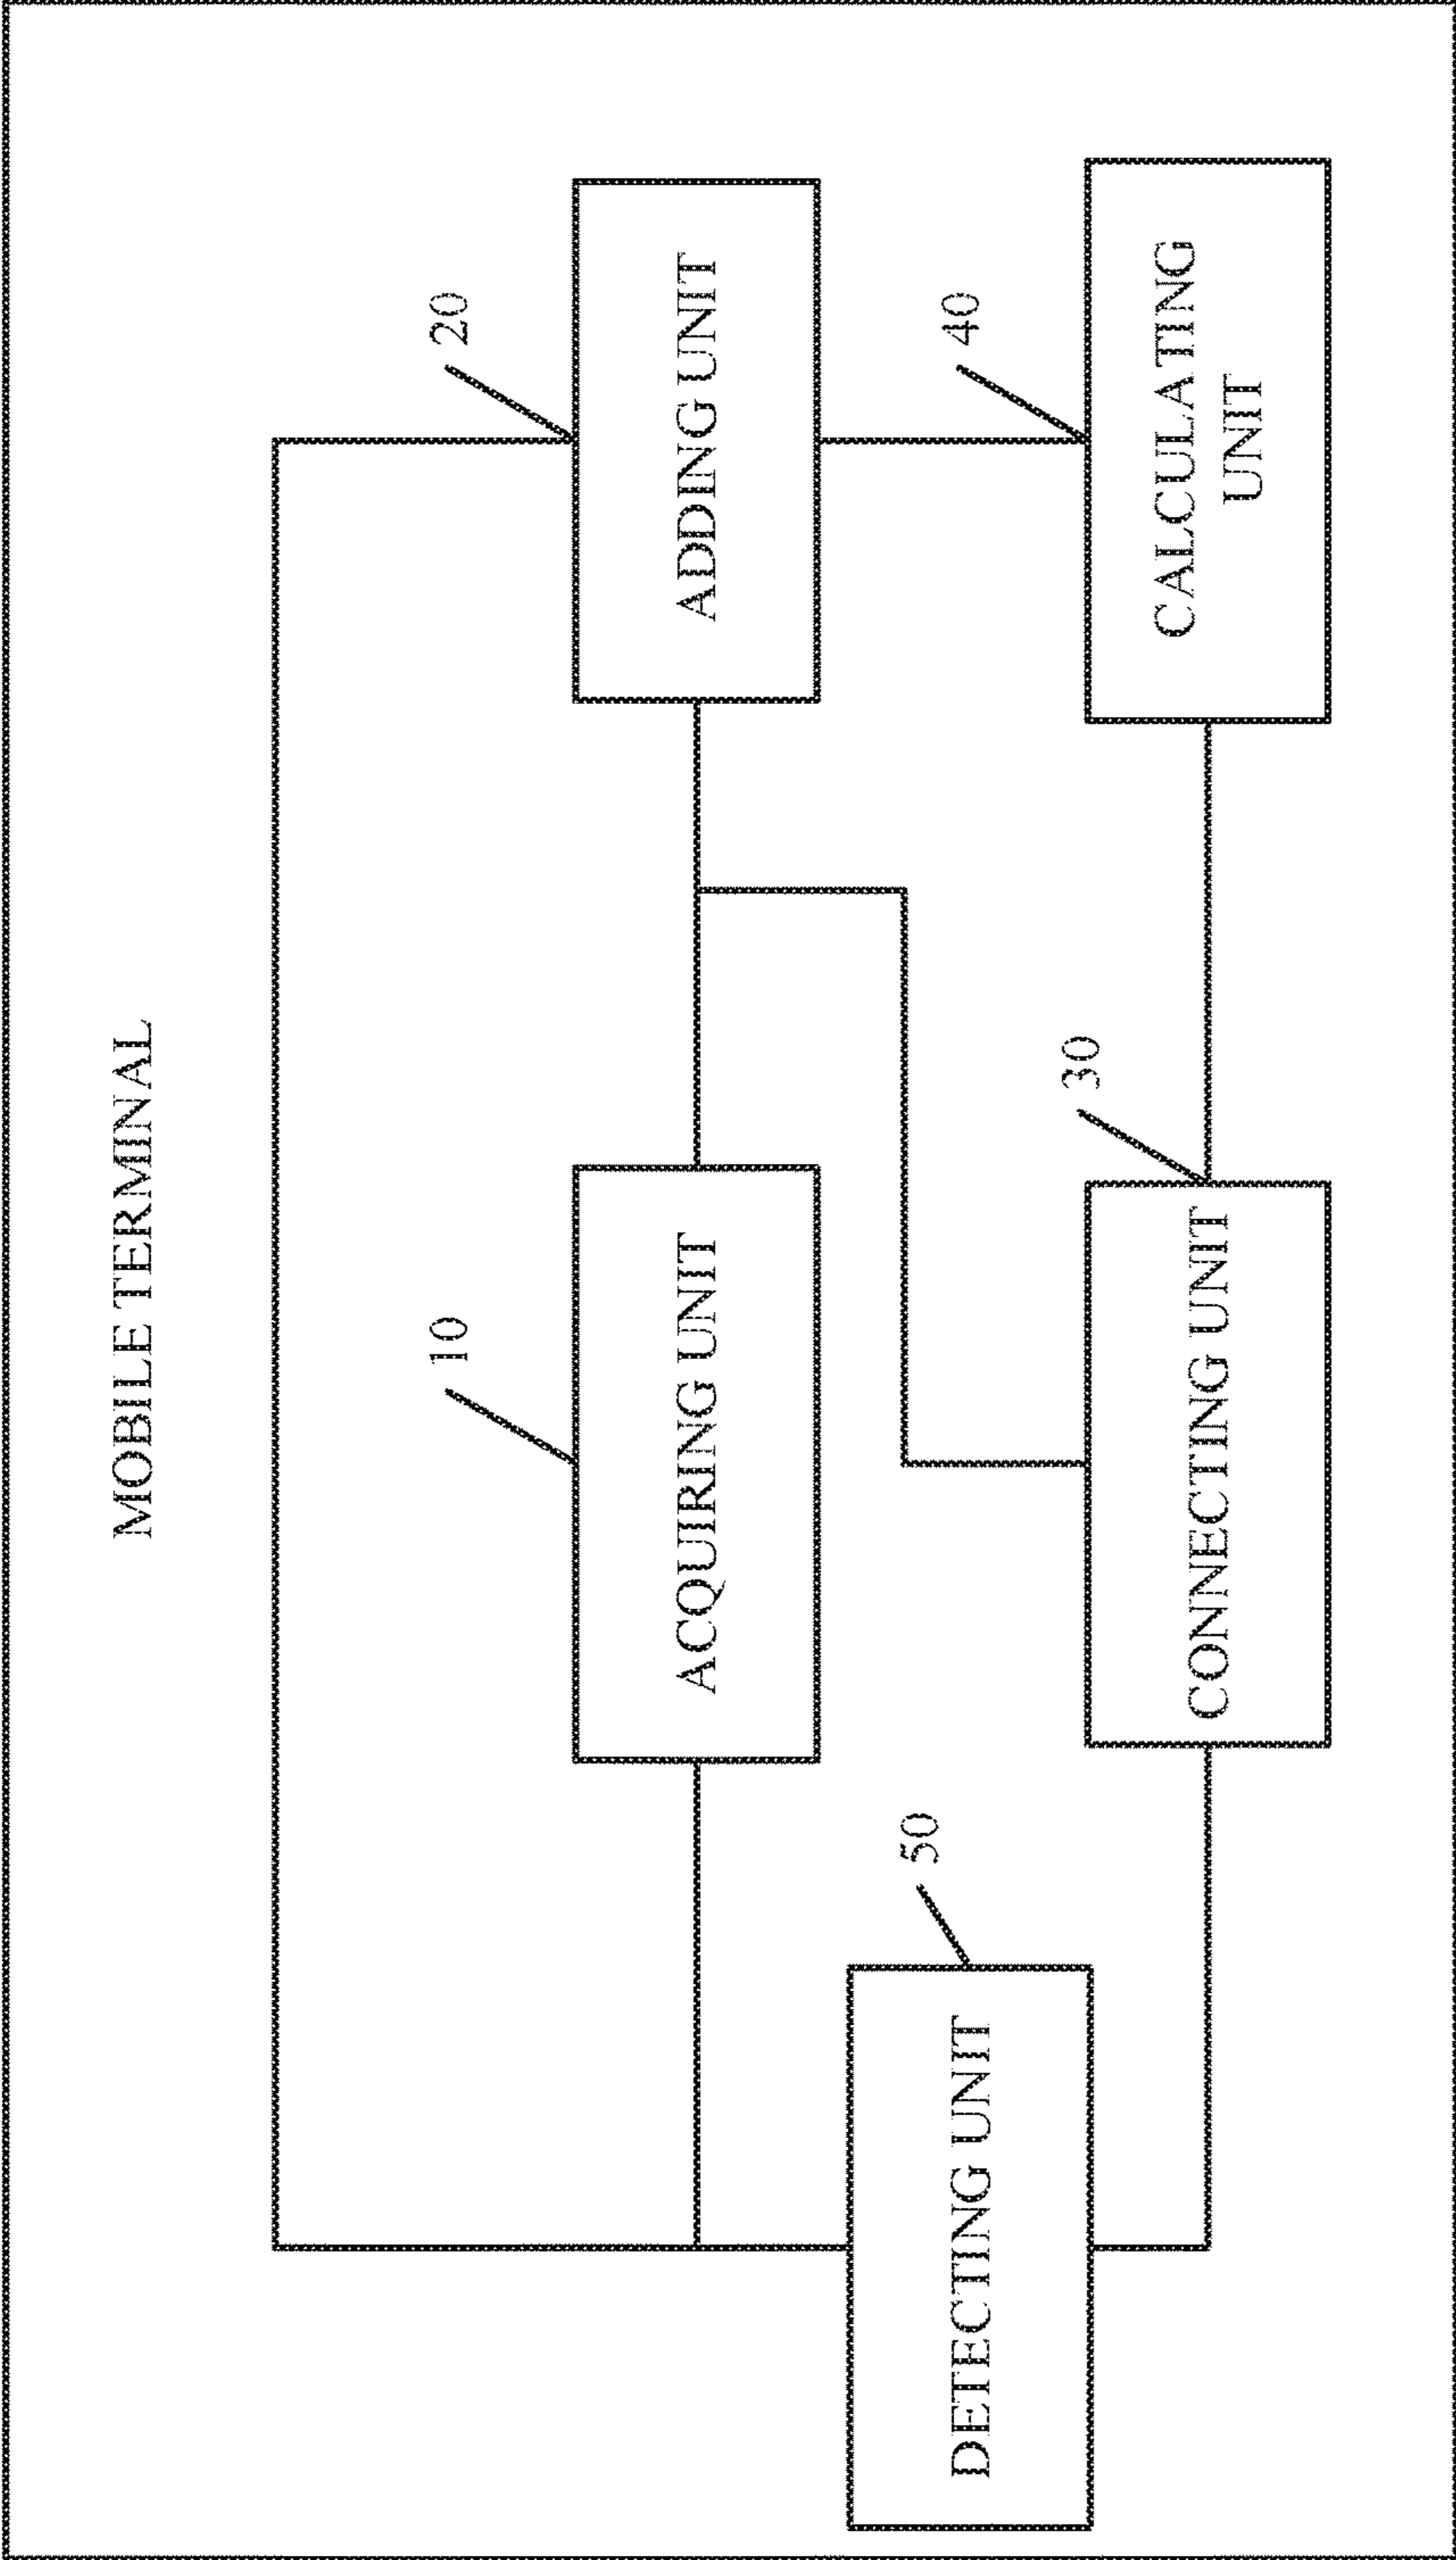 MOBILE TERMINAL
10
20
ACQUIRING UNIT
ADDING UNIT
50
DETECTING UNIT
30
40
CONNECTING UNIT
CALCULATING
UNIT